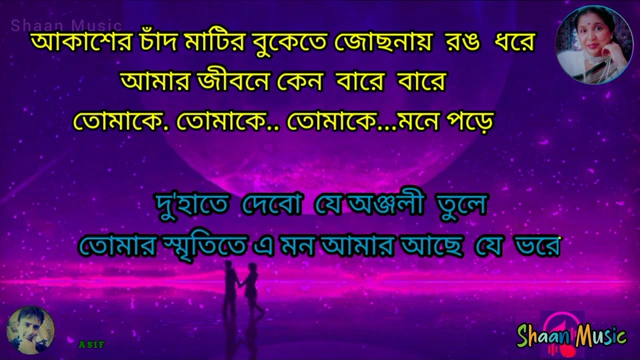 Shaan Music
আকাশের চাঁদ মাটির বুকেতে জোছনায় রঙ ধরে
আমার জীবনে কেন বারে বারে
তোমাকে. তোমাকে.. তোমাকে...মনে পড়ে
দু'হাতে দেবো যে অঞ্জলী তুলে
তোমার স্মৃতিতে এ মন আমার আছে যে ভরে
ASIF
Shaan Music